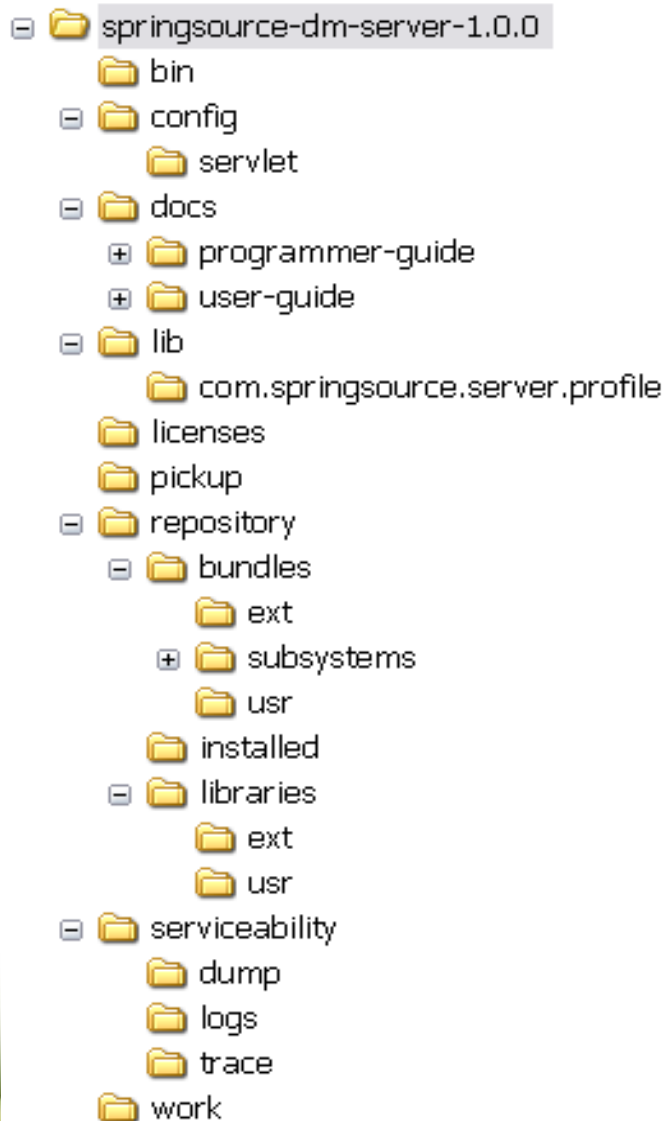 springsource-dm-server-1.0.0
bin
config
servlet
docs
programmer-guide
user-guide
lib
com.springsource.server.profile
licenses
pickup
repository
bundles
ext
subsystems
usr
installed
libraries
ext
usr
serviceability
dump
logs
trace
work